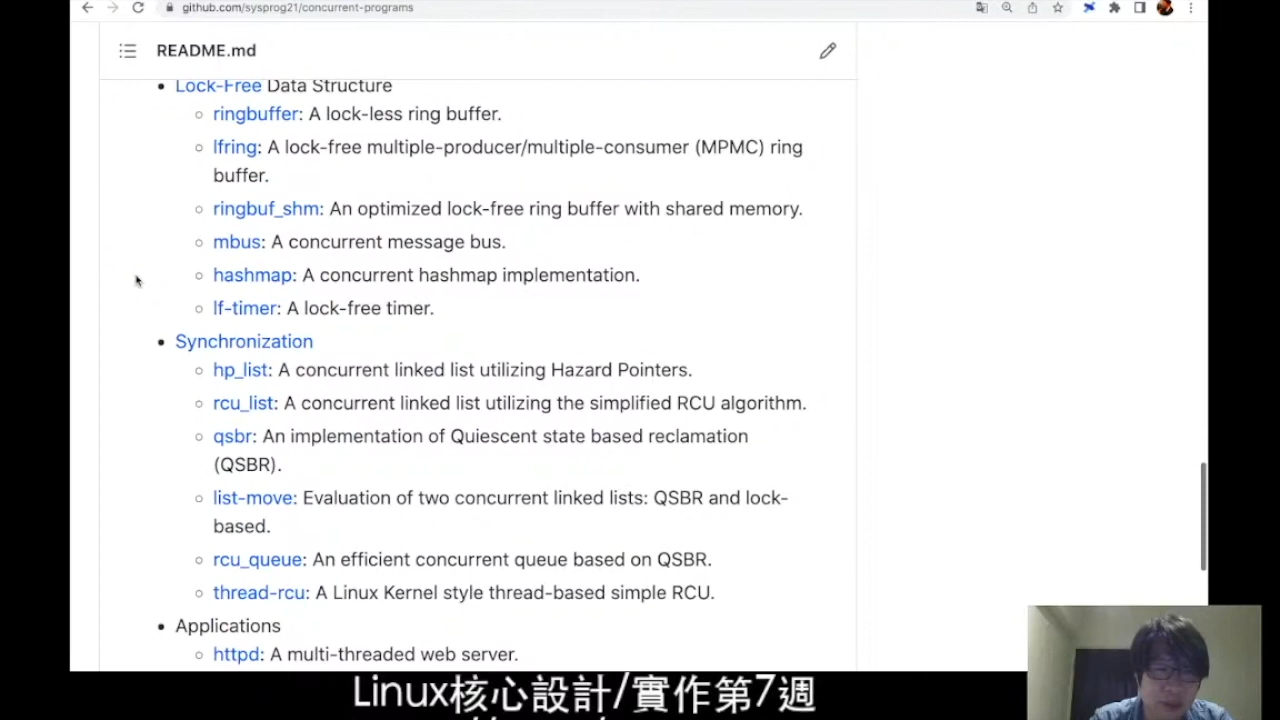 github.com/sysprog21/concurrent-programs
README.md
Lock-Free Data Structure
ringbuffer: A lock-less ring buffer.
lfring: A lock-free multiple-producer/multiple-consumer (MPMC) ring
buffer.
ringbuf_shm: An optimized lock-free ring buffer with shared memory.
mbus: A concurrent message bus.
hashmap: A concurrent hashmap implementation.
lf-timer: A lock-free timer.
Synchronization
hp_list: A concurrent linked list utilizing Hazard Pointers.
rcu_list: A concurrent linked list utilizing the simplified RCU algorithm.
qsbr: An implementation of Quiescent state based reclamation
(QSBR).
list-move: Evaluation of two concurrent linked lists: QSBR and lock-
based.
rcu_queue: An efficient concurrent queue based on QSBR.
thread-rcu: A Linux Kernel style thread-based simple RCU.
Applications
httpd: A multi-threaded web server.
Linux核心設計/實作第7週